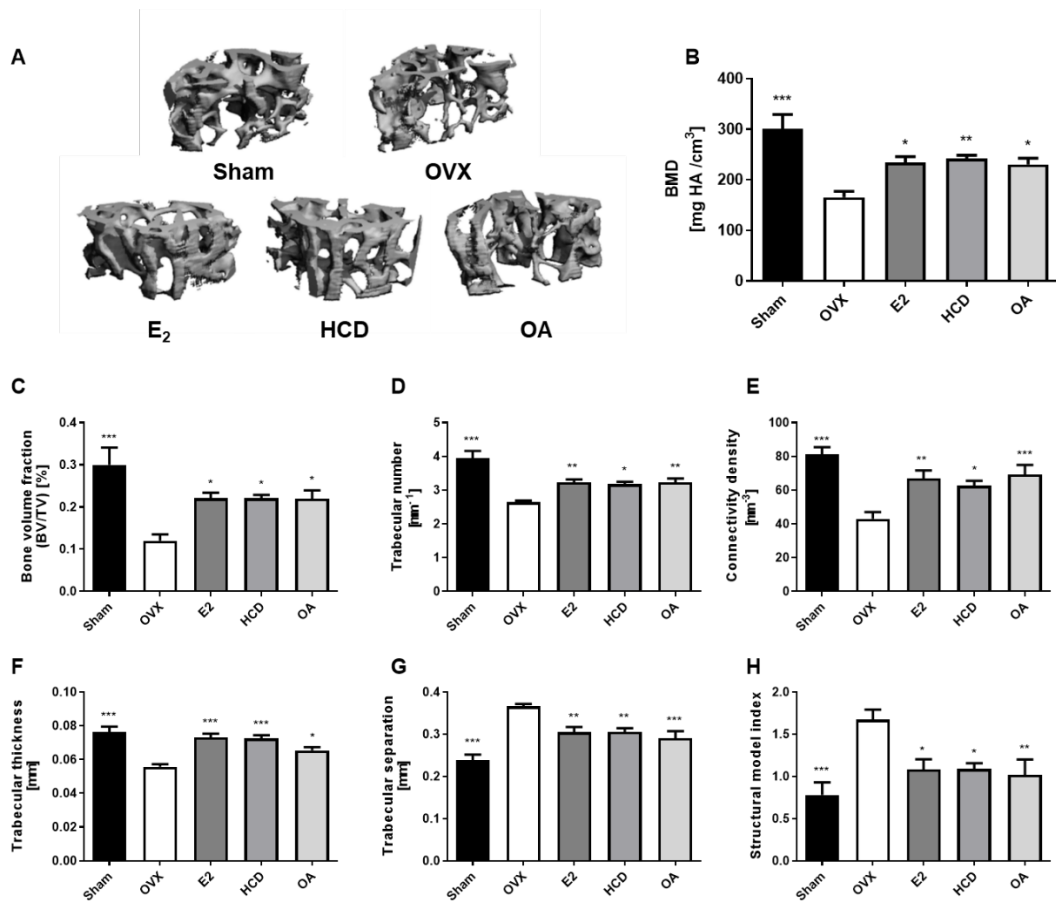 A
Sham
OVX
E₂
HCD
OA
B
BMD
[mg HA /cm³]
400
300
200
100
0
***
*
**
*
Sham
OVX
E2
HCD
OA
C
Bone volume fraction
(BV/TV) [%]
0.4
0.3
0.2
0.1
0.0
***
*
*
*
Sham
OVX
E2
HCD
OA
D
Trabecular number
[mm⁻¹]
5
4
3
2
1
0
***
**
*
**
Sham
OVX
E2
HCD
OA
E
Connectivity density
[mm⁻³]
100
80
60
40
20
0
***
**
*
***
Sham
OVX
E2
HCD
OA
F
Trabecular thickness
[mm]
0.10
0.08
0.06
0.04
0.02
0.00
***
***
***
*
Sham
OVX
E2
HCD
OA
G
Trabecular separation
[mm]
0.4
0.3
0.2
0.1
0.0
***
**
**
***
Sham
OVX
E2
HCD
OA
H
Structural model index
2.0
1.5
1.0
0.5
0.0
***
*
*
**
Sham
OVX
E2
HCD
OA